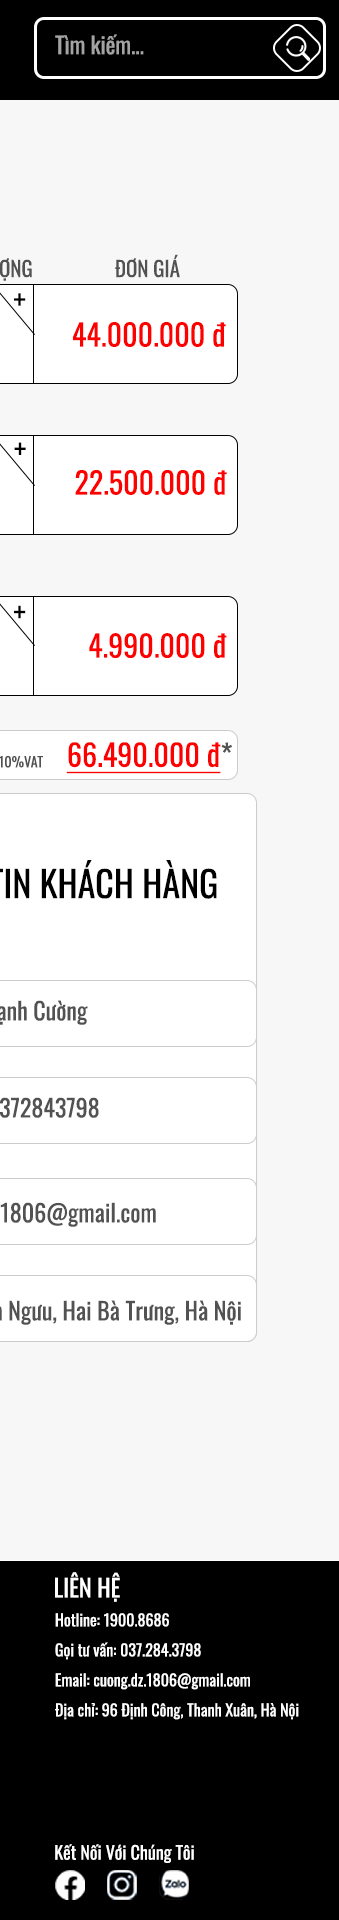 Tìm kiếm...
ỢNG ĐƠN GIÁ
+
44.000.000 đ
+
22.500.000 đ
+
4.990.000 đ
10%VAT 66.490.000 đ*
TIN KHÁCH HÀNG
ạnh Cường
372843798
1806@gmail.com
Ngưu, Hai Bà Trưng, Hà Nội
LIÊN HỆ
Hotline: 1900.8686
Gọi tư vấn: 037.284.3798
Email: cuong.dz.1806@gmail.com
Địa chỉ: 96 Định Công, Thanh Xuân, Hà Nội
Kết Nối Với Chúng Tôi
Zalo